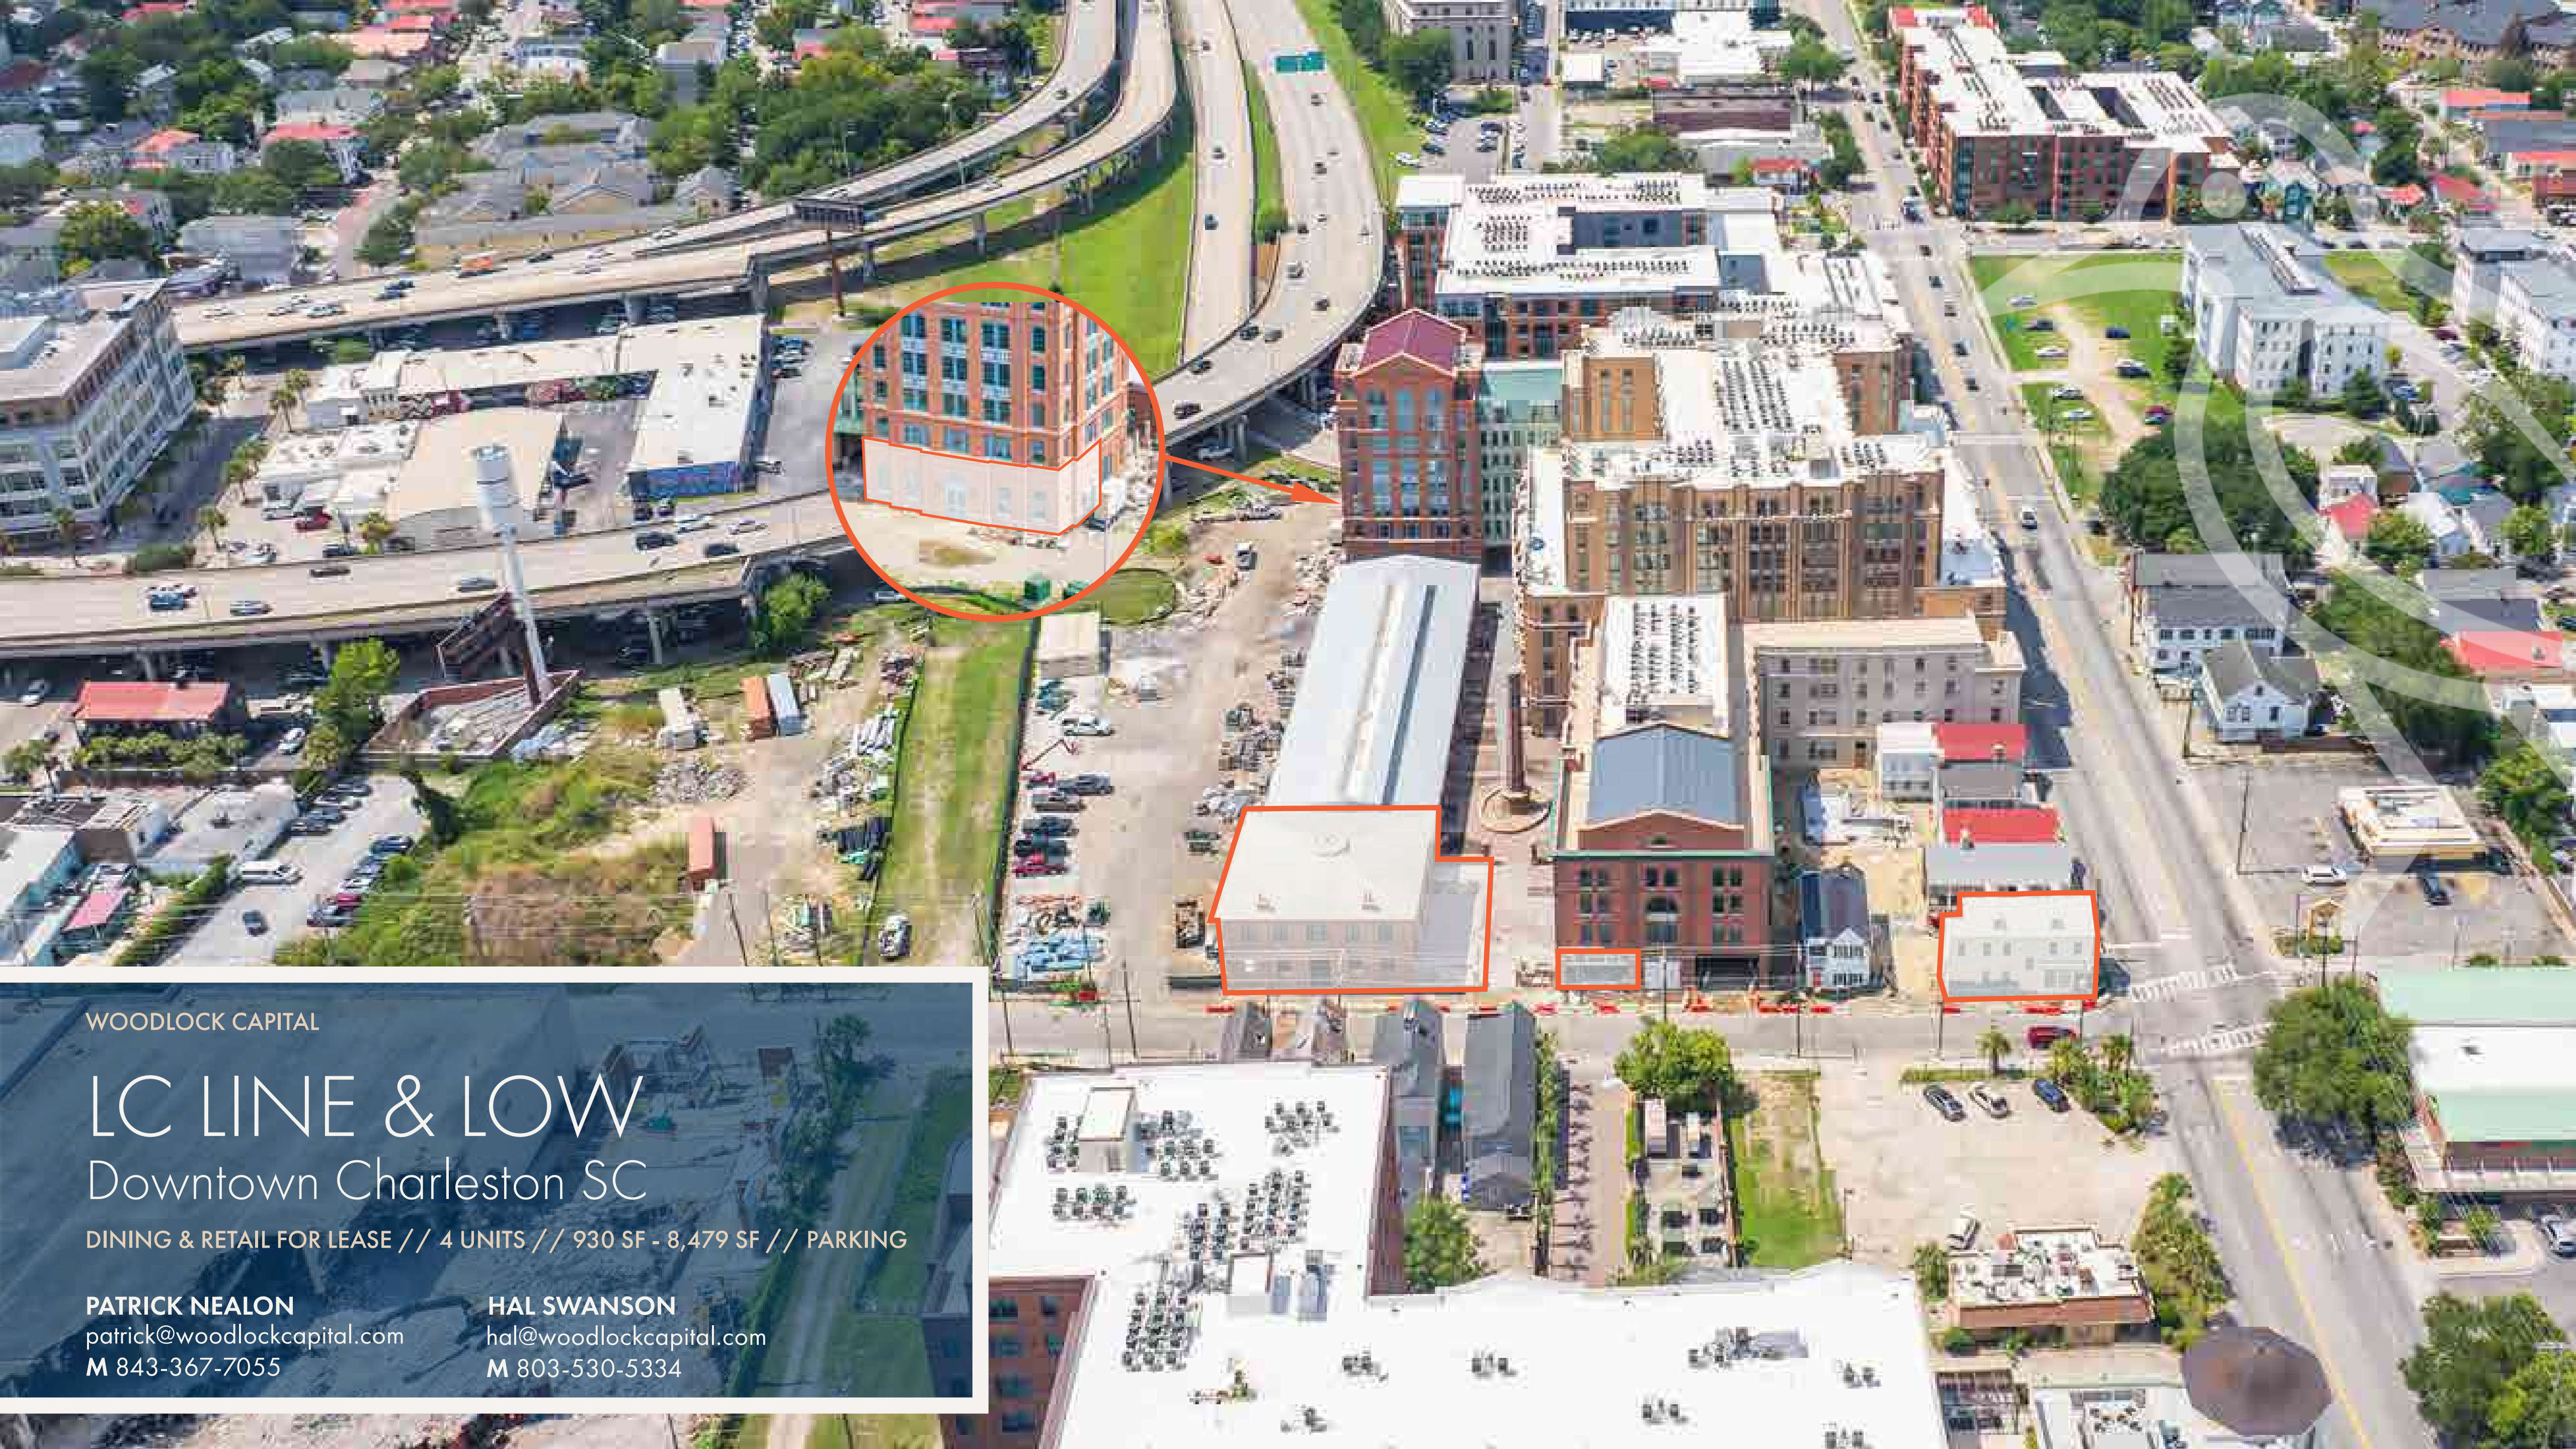 WOODLOCK CAPITAL
LC LINE & LOW
Downtown Charleston SC
DINING & RETAIL FOR LEASE // 4 UNITS // 930 SF - 8,479 SF // PARKING
PATRICK NEALON
patrick@woodlockcapital.com
M 843-367-7055
HAL SWANSON
hal@woodlockcapital.com
M 803-530-5334